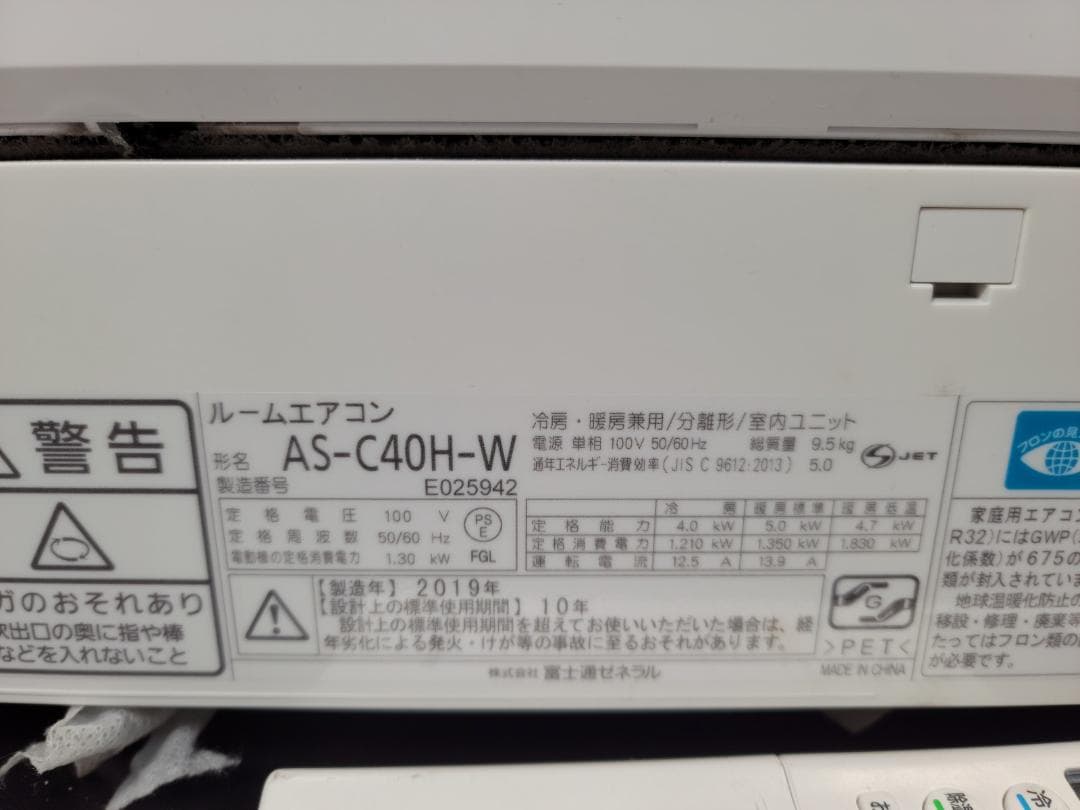 警告
ガのおそれあり
吹出口の奥に指や棒
などを入れないこと
ルームエアコン
形名 AS-C40H-W
製造番号 E025942
冷房・暖房兼用/分離形/室内ユニット
電源 単相 100V 50/60Hz 総質量 9.5kg
通年エネルギー消費効率(JIS C 9612:2013) 5.0
JET
定格電圧 100 V
定格周波数 50/60 Hz
電動機の定格消費電力 1.30 kW
PS
E
FGL
冷房 暖房標準 暖房低温
定格能力 4.0 kW 5.0 kW 4.7 kW
定格消費電力 1.210 kW 1.350 kW 1.830 kW
運転電流 12.5 A 13.9 A
【製造年】2019年
【設計上の標準使用期間】10年
設計上の標準使用期間を超えてお使いいただいた場合は、経
年劣化による発火・けが等の事故に至るおそれがあります。
株式会社 富士通ゼネラル
G
>PET<
MADE IN CHINA
フロンの見
家庭用エアコン
R32)にはGWP(
化係数)が675の
類が封入されていま
地球温暖化防止の
移設・修理・廃棄等
たってはフロン類の
が必要です。
冷
除湿
お